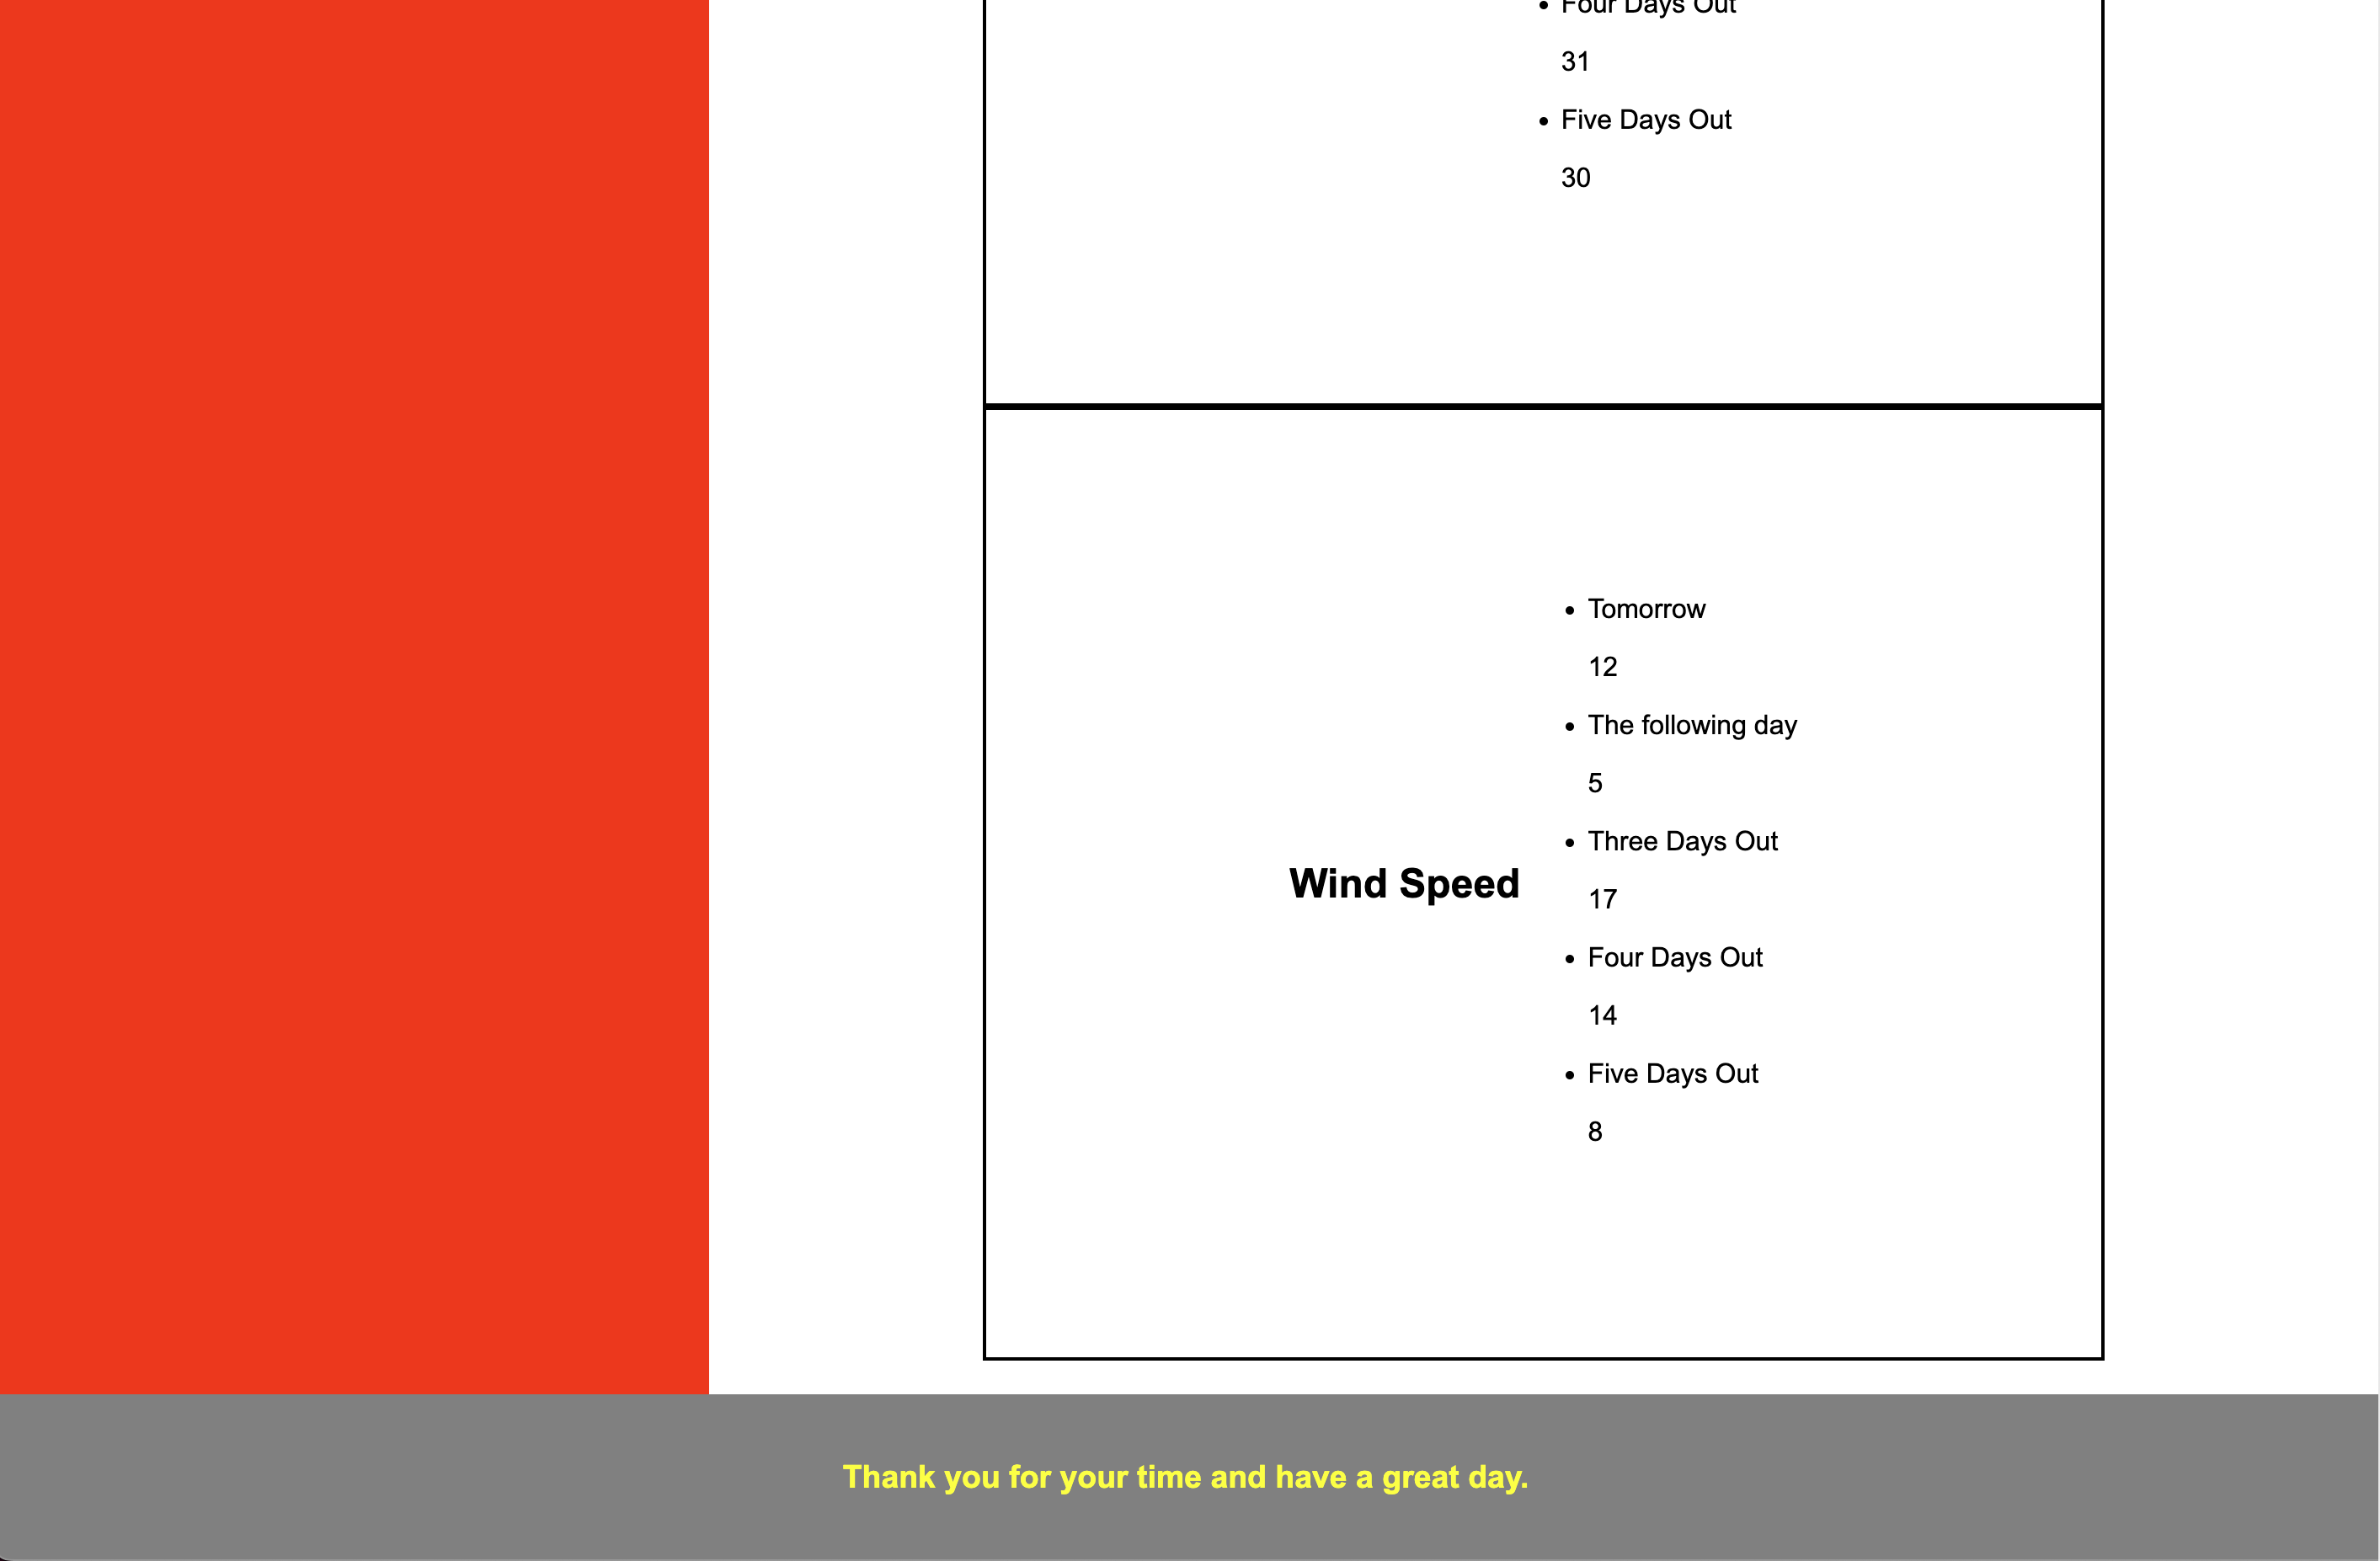 Four Days Out
31
Five Days Out
30
Tomorrow
12
The following day
5
Three Days Out
17
Wind Speed
Four Days Out
14
Five Days Out
8
Thank you for your time and have a great day.